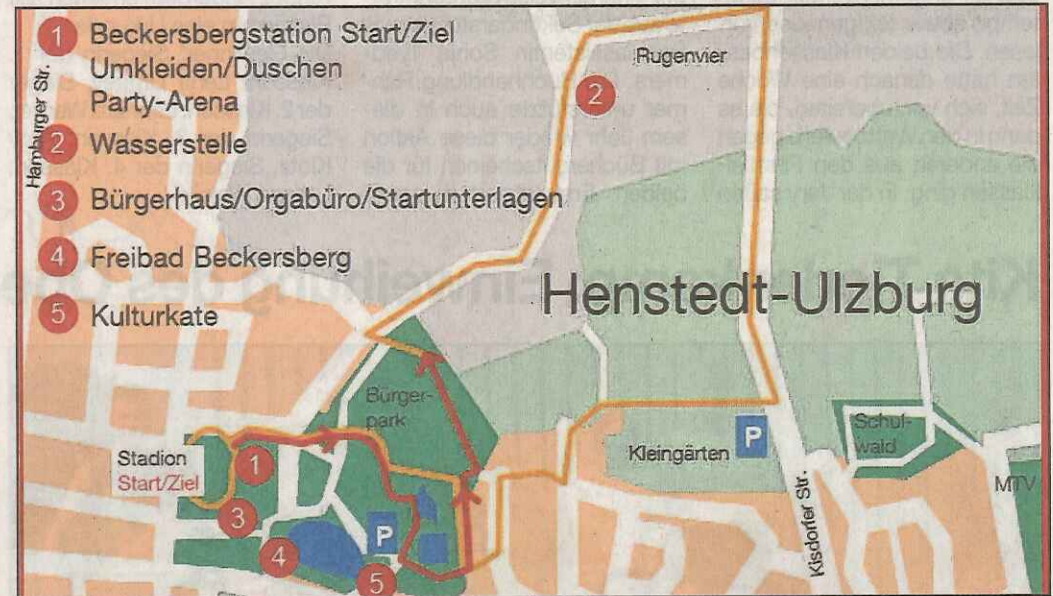 1 Beckersbergstation Start/Ziel
Umkleiden/Duschen
Party-Arena
2 Wasserstelle
3 Bürgerhaus/Orgabüro/Startunterlagen
4 Freibad Beckersberg
5 Kulturkate
Hamburger Str.
Rugenvier
2
Henstedt-Ulzburg
Bürger-
park
Kleingärten
P
Schul-
wald
MTV
Kisdorfer Str.
Stadion
Start/Ziel
1
3
4
P
5